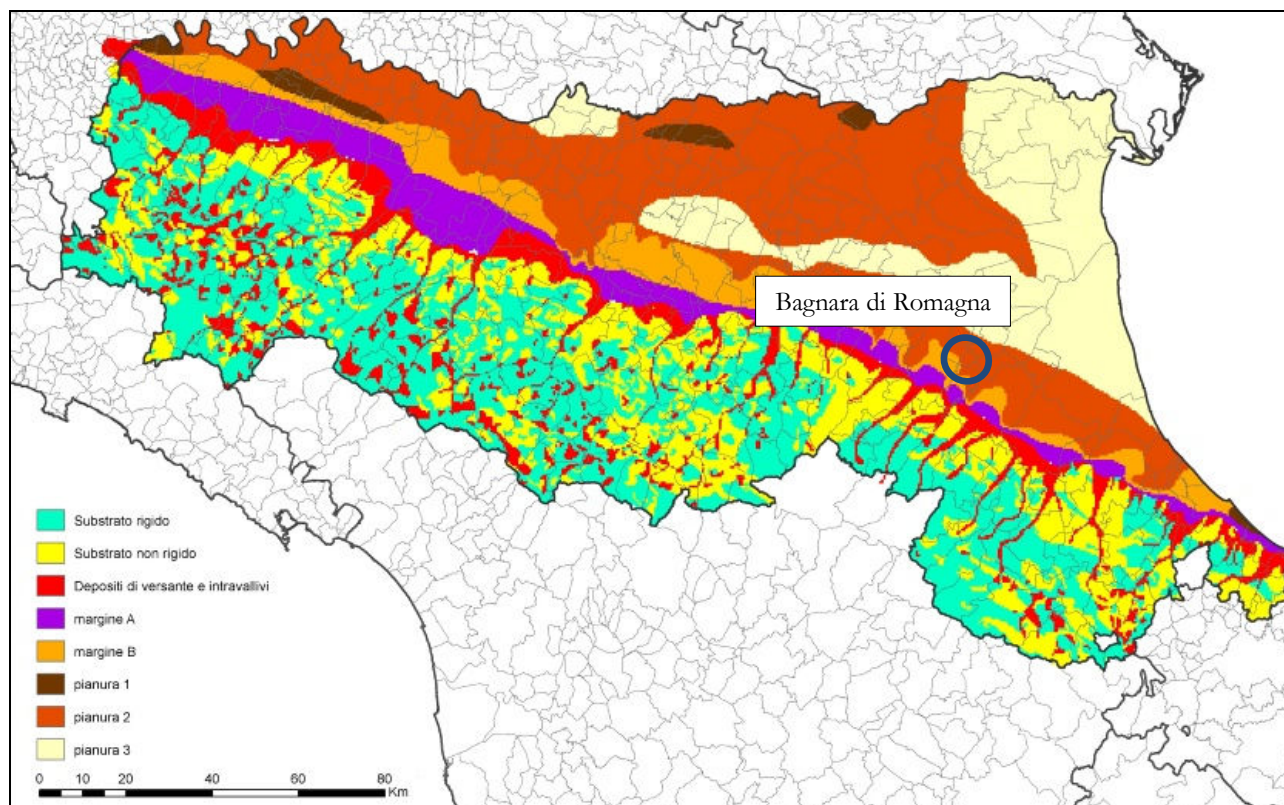 Bagnara di Romagna
Substrato rigido
Substrato non rigido
Depositi di versante e intravallivi
margine A
margine B
pianura 1
pianura 2
pianura 3
0 10 20 40 60 80
Km